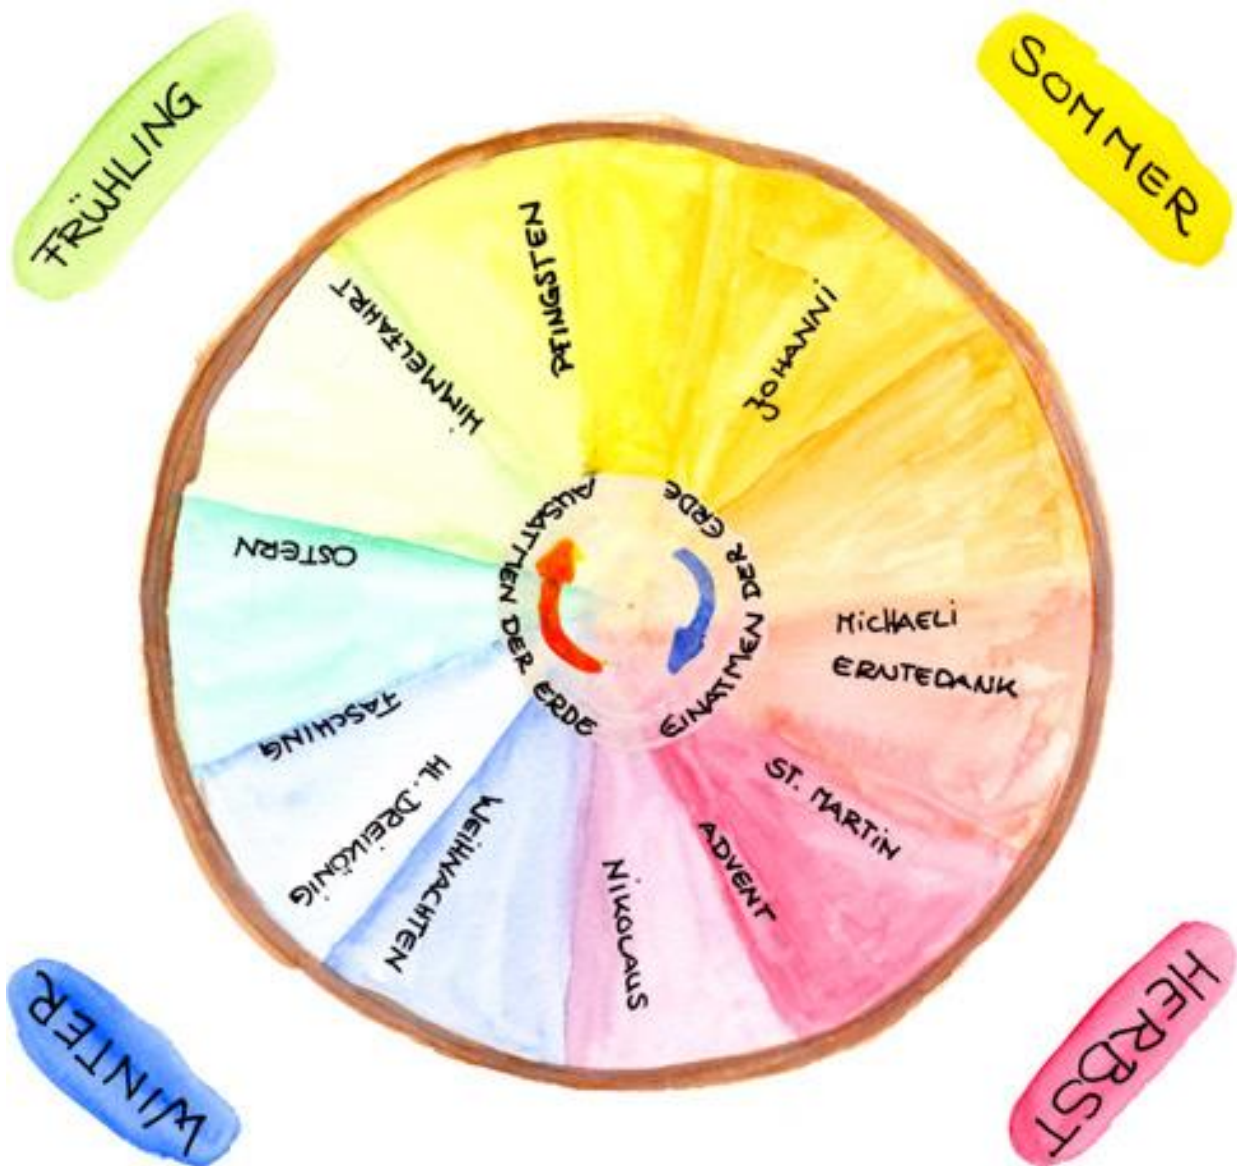 FRÜHLING
SOMMER
PFINGSTEN
JOHANNI
HIMMELFAHRT
OSTERN
AUSATMEN DER ERDE
EINATMEN DER ERDE
MICHAELI
ERNTEDANK
FASCHING
HL. DREIKÖNIG
WEIHNACHTEN
NIKOLAUS
ADVENT
ST. MARTIN
WINTER
HERBST